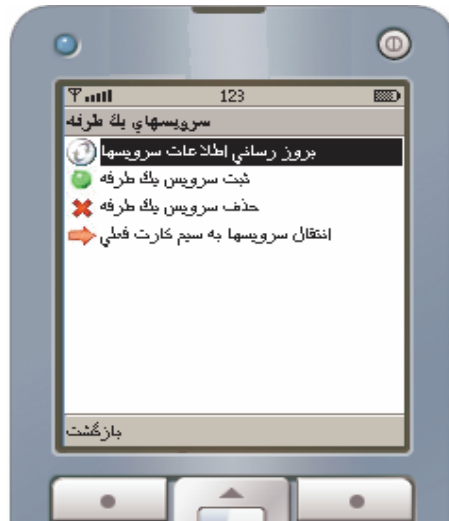 123
سرويسهاي يك طرفه
بروز رساني اطلاعات سرويسها
ثبت سرويس يك طرفه
حذف سرويس يك طرفه
انتقال سرويسها به سيم كارت فعلي
بازگشت